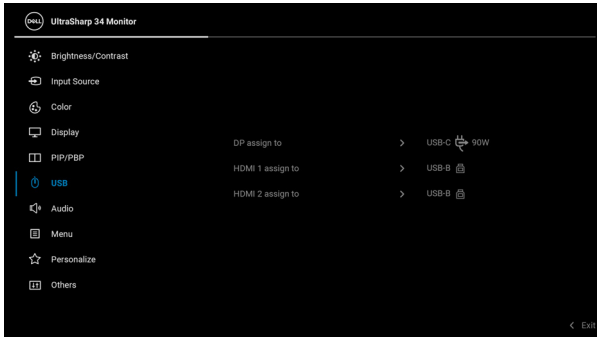 DELL UltraSharp 34 Monitor
Brightness/Contrast
Input Source
Color
Display
PIP/PBP
USB
Audio
Menu
Personalize
Others
DP assign to > USB-C 90W
HDMI 1 assign to > USB-B
HDMI 2 assign to > USB-B
< Exit